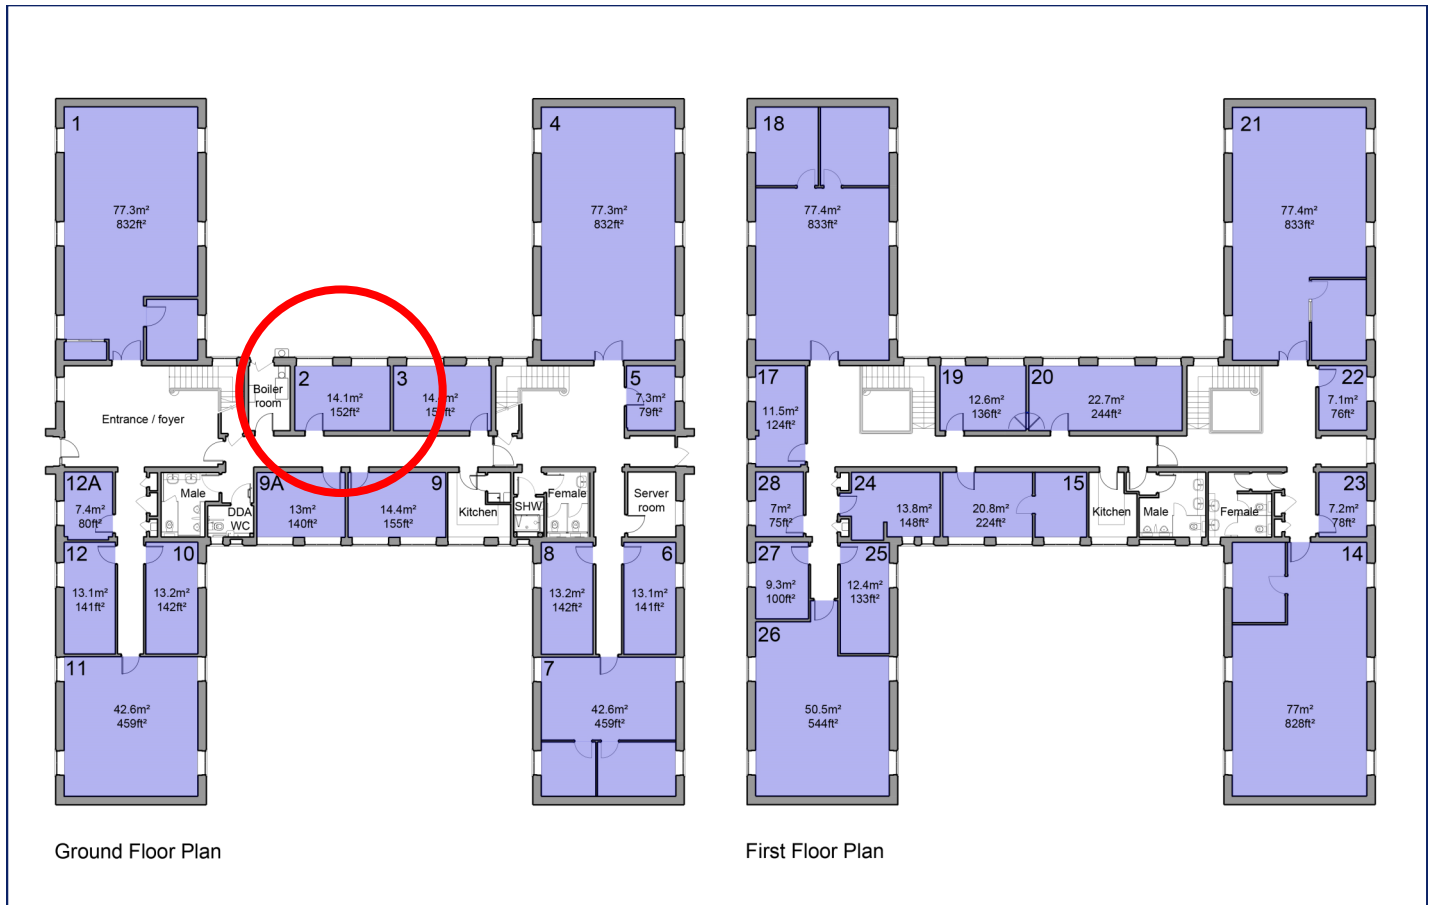 1
77.3m²
832ft²
4
77.3m²
832ft²
Boiler
room
2
14.1m²
152ft²
3
5
7.3m²
79ft²
Entrance / foyer
12A
7.4m²
80ft²
Male
DDA
WC
9A
13m²
140ft²
9
14.4m²
155ft²
Kitchen
SHW.
Female
Server
room
12
13.1m²
141ft²
10
13.2m²
142ft²
8
13.2m²
142ft²
6
13.1m²
141ft²
11
42.6m²
459ft²
7
42.6m²
459ft²
Ground Floor Plan
18
77.4m²
833ft²
21
77.4m²
833ft²
17
11.5m²
124ft²
19
12.6m²
136ft²
20
22.7m²
244ft²
22
7.1m²
76ft²
28
7m²
75ft²
24
13.8m²
148ft²
20.8m²
224ft²
15
Kitchen
Male
Female
23
7.2m²
78ft²
27
9.3m²
100ft²
25
12.4m²
133ft²
14
77m²
828ft²
26
50.5m²
544ft²
First Floor Plan